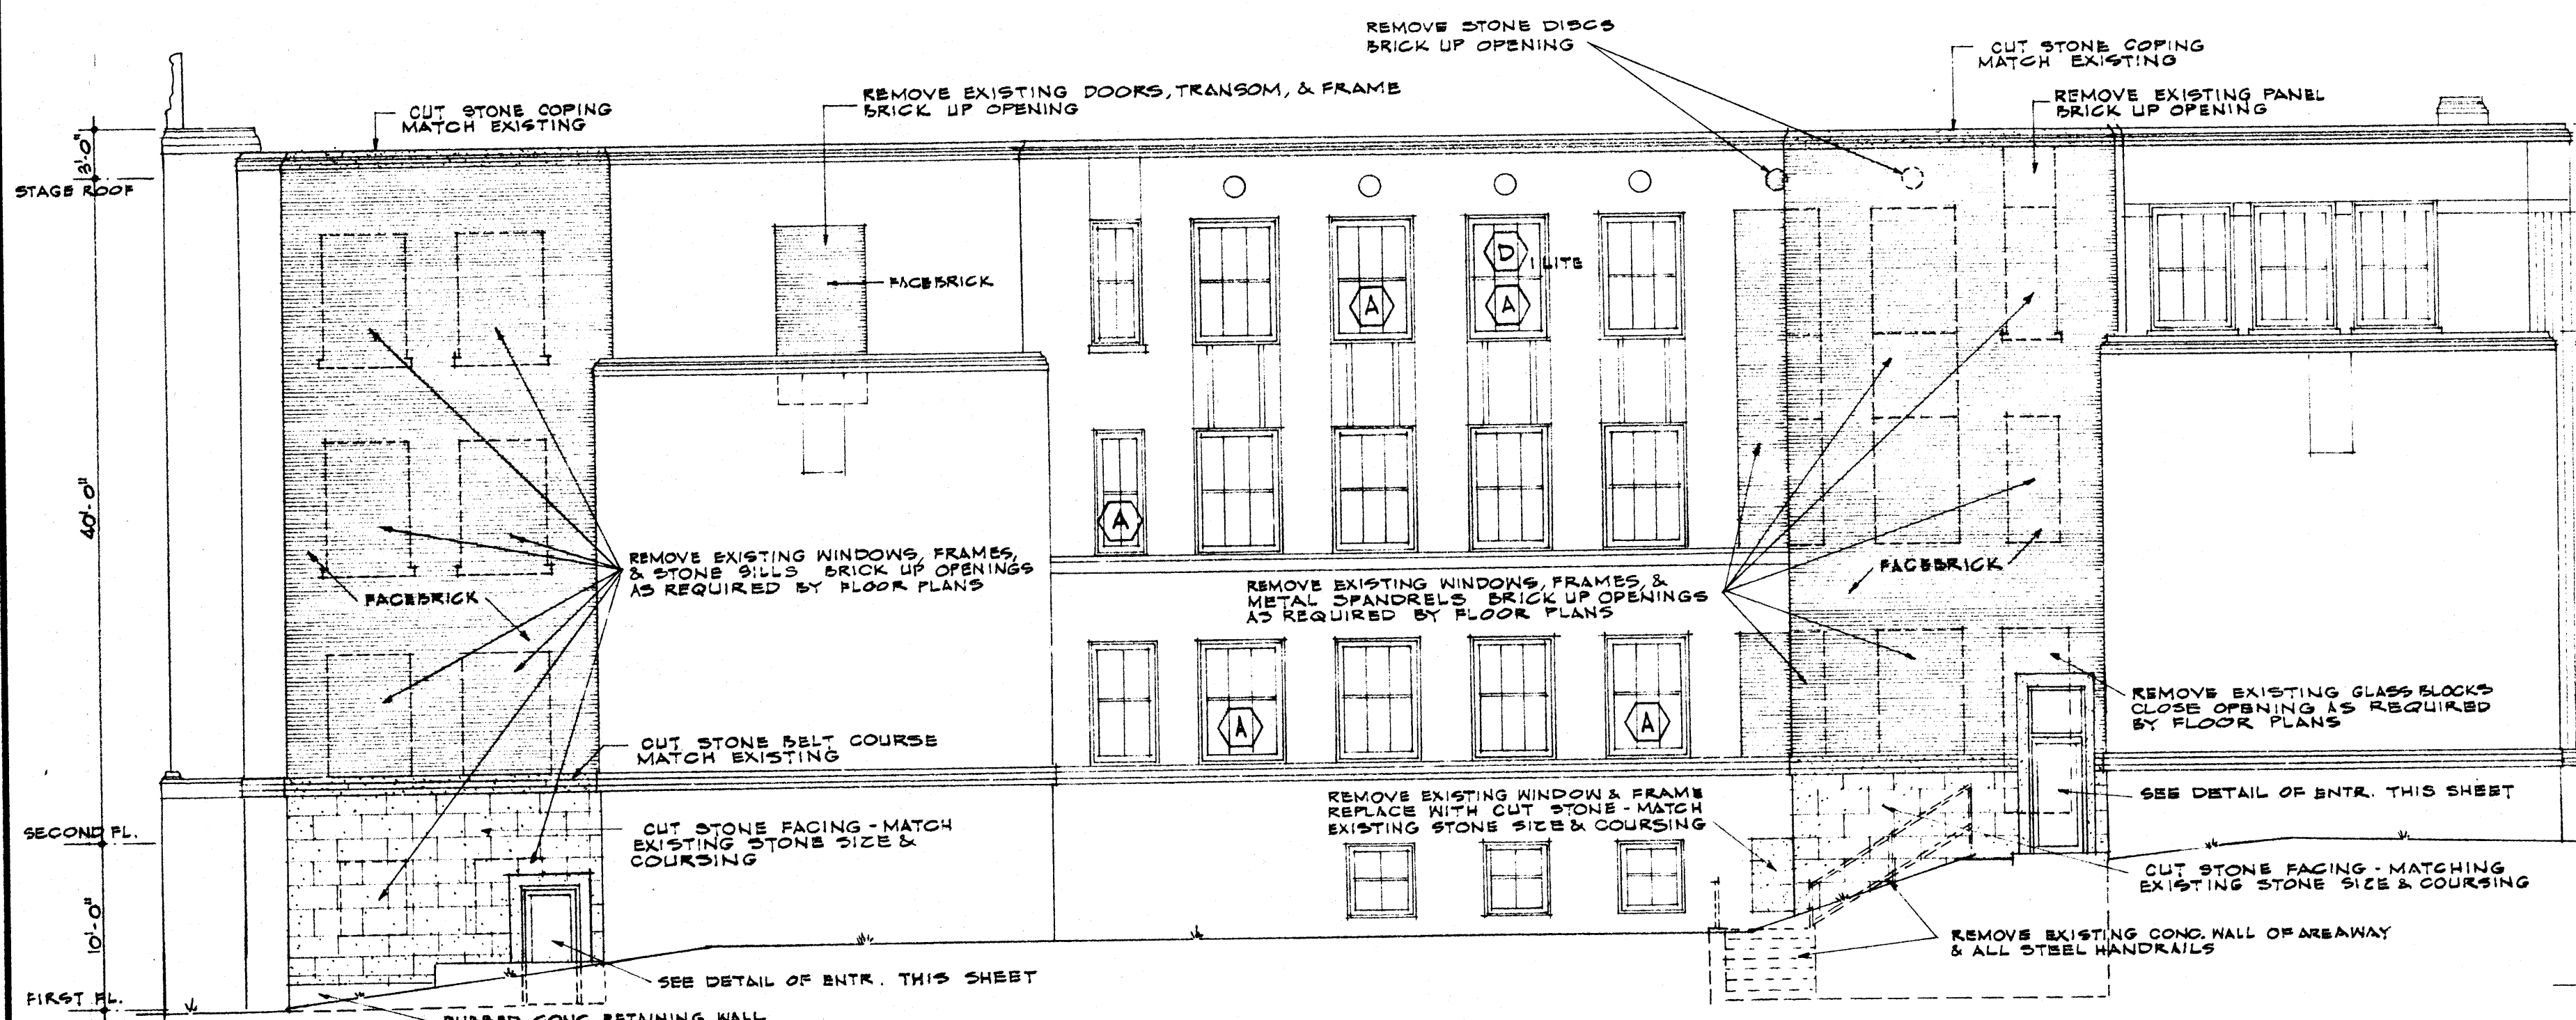 REMOVE STONE DISCS
BRICK UP OPENING
CUT STONE COPING
MATCH EXISTING
REMOVE EXISTING DOORS, TRANSOM, & FRAME
BRICK UP OPENING
REMOVE EXISTING PANEL
BRICK UP OPENING
CUT STONE COPING
MATCH EXISTING
3'-0"
STAGE ROOF
D
1 LITE
FACEBRICK
A
A
40'-0"
A
REMOVE EXISTING WINDOWS, FRAMES,
& STONE SILLS BRICK UP OPENINGS
AS REQUIRED BY FLOOR PLANS
FACEBRICK
REMOVE EXISTING WINDOWS, FRAMES, &
METAL SPANDRELS BRICK UP OPENINGS
AS REQUIRED BY FLOOR PLANS
FACEBRICK
REMOVE EXISTING GLASS BLOCKS
CLOSE OPENING AS REQUIRED
BY FLOOR PLANS
A
A
CUT STONE BELT COURSE
MATCH EXISTING
REMOVE EXISTING WINDOW & FRAME
REPLACE WITH CUT STONE - MATCH
EXISTING STONE SIZE & COURSING
SEE DETAIL OF ENTR. THIS SHEET
SECOND FL.
CUT STONE FACING - MATCH
EXISTING STONE SIZE &
COURSING
CUT STONE FACING - MATCHING
EXISTING STONE SIZE & COURSING
10'-0"
REMOVE EXISTING CONC. WALL OF AREAWAY
& ALL STEEL HANDRAILS
SEE DETAIL OF ENTR. THIS SHEET
FIRST FL.
RUBBED CONC. RETAINING WALL